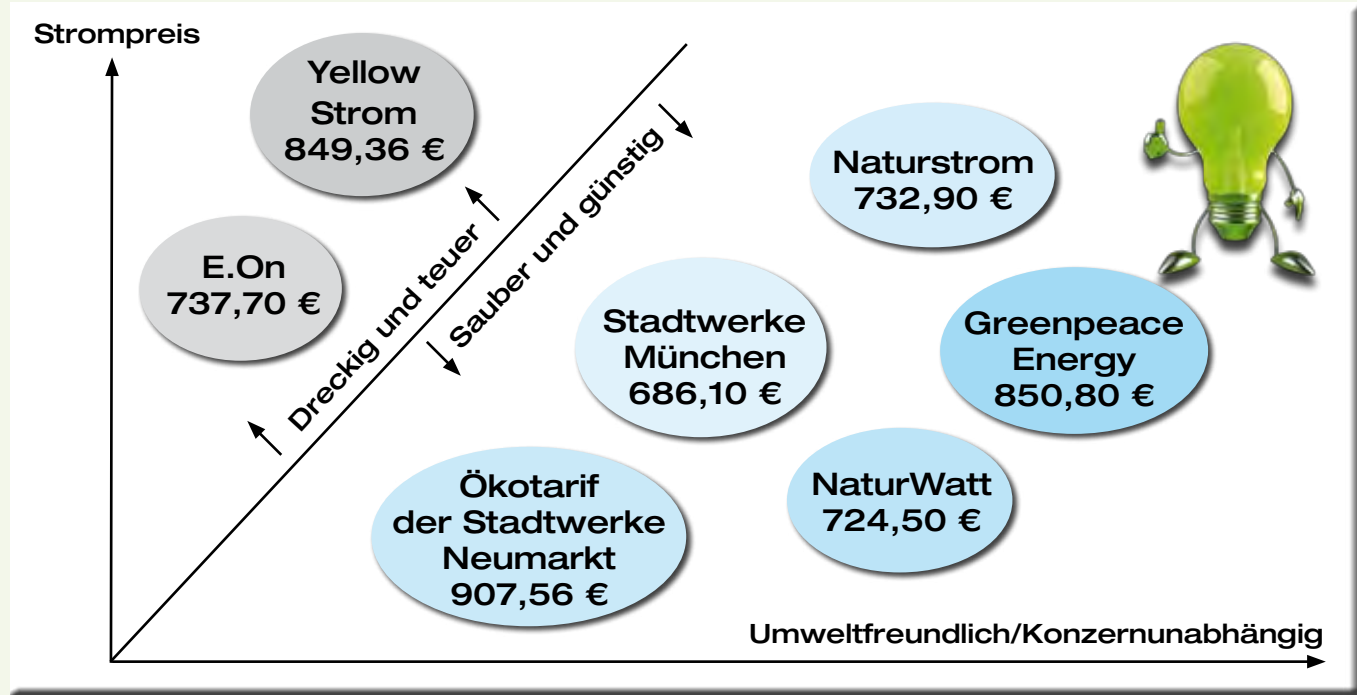 Strompreis
Yellow
Strom
849,36 €
E.On
737,70 €
Dreckig und teuer
Sauber und günstig
Naturstrom
732,90 €
Stadtwerke
München
686,10 €
Greenpeace
Energy
850,80 €
Ökotarif
der Stadtwerke
Neumarkt
907,56 €
NaturWatt
724,50 €
Umweltfreundlich/Konzernunabhängig